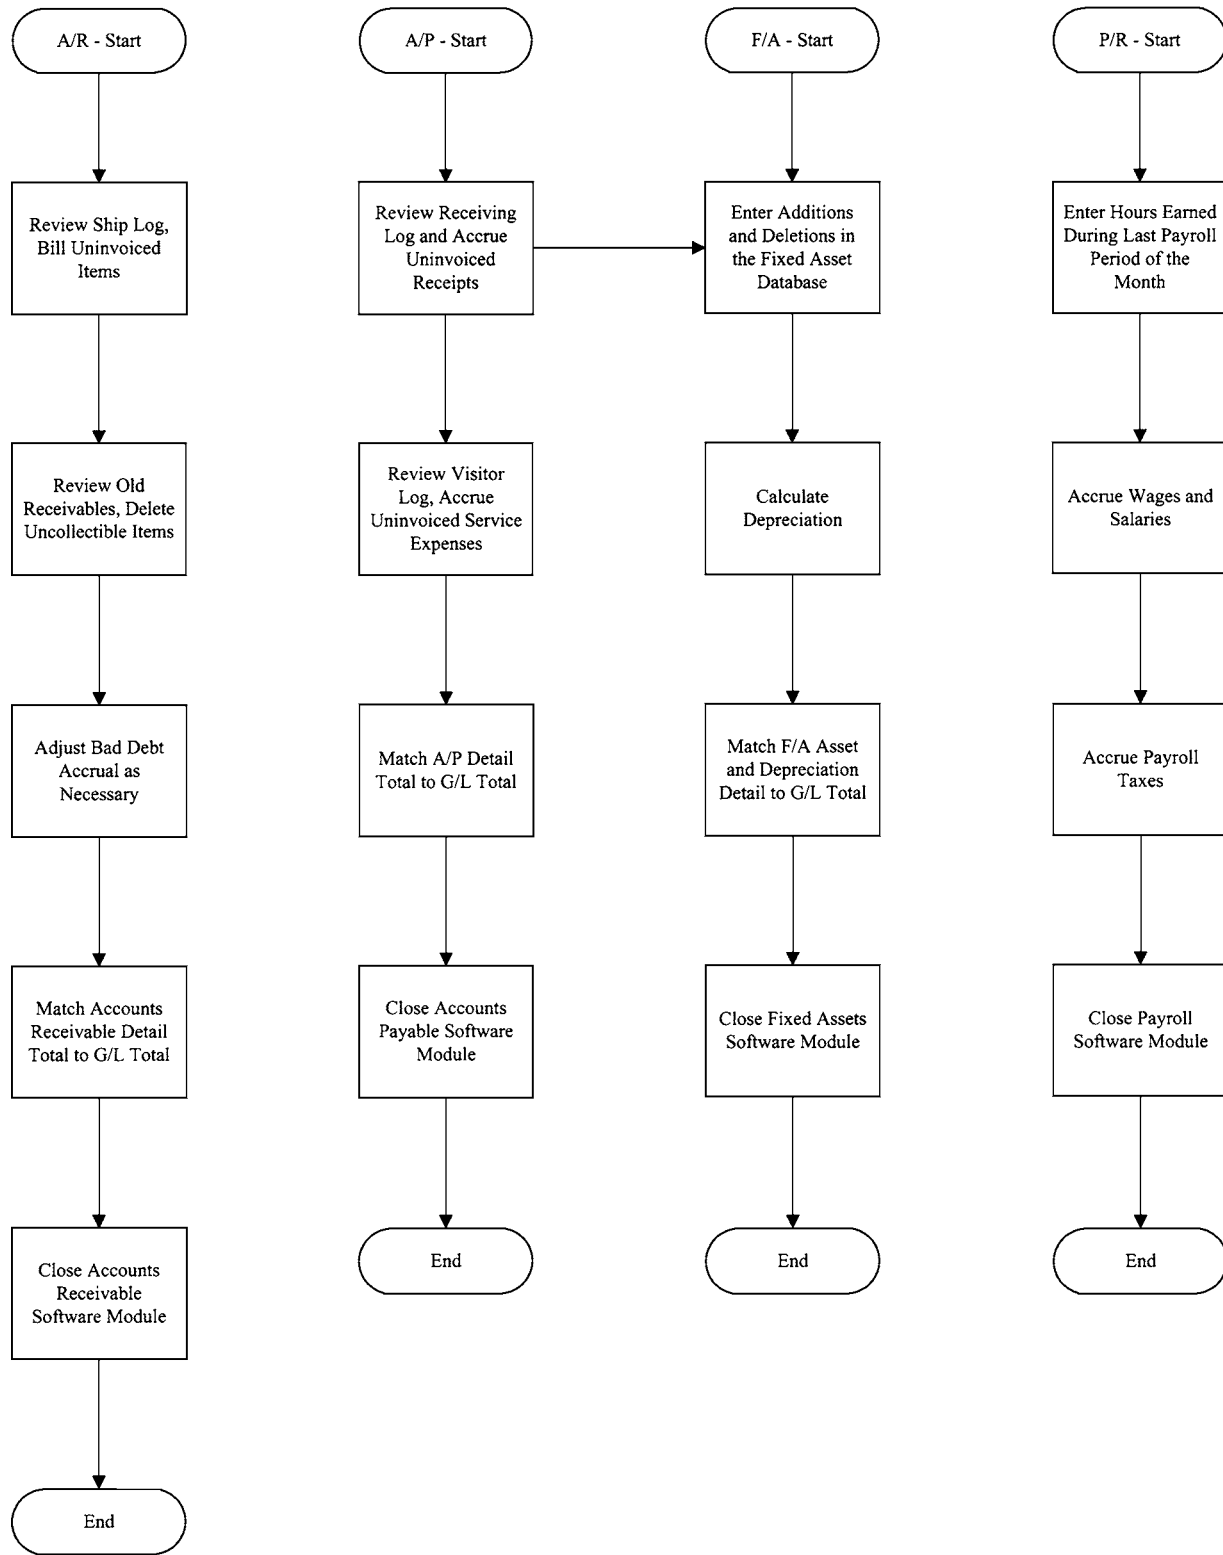 A/R - Start
Review Ship Log,
Bill Uninvoiced
Items
Review Old
Receivables, Delete
Uncollectible Items
Adjust Bad Debt
Accrual as
Necessary
Match Accounts
Receivable Detail
Total to G/L Total
Close Accounts
Receivable
Software Module
End
A/P - Start
Review Receiving
Log and Accrue
Uninvoiced
Receipts
Review Visitor
Log, Accrue
Uninvoiced Service
Expenses
Match A/P Detail
Total to G/L Total
Close Accounts
Payable Software
Module
End
F/A - Start
Enter Additions
and Deletions in
the Fixed Asset
Database
Calculate
Depreciation
Match F/A Asset
and Depreciation
Detail to G/L Total
Close Fixed Assets
Software Module
End
P/R - Start
Enter Hours Earned
During Last Payroll
Period of the
Month
Accrue Wages and
Salaries
Accrue Payroll
Taxes
Close Payroll
Software Module
End